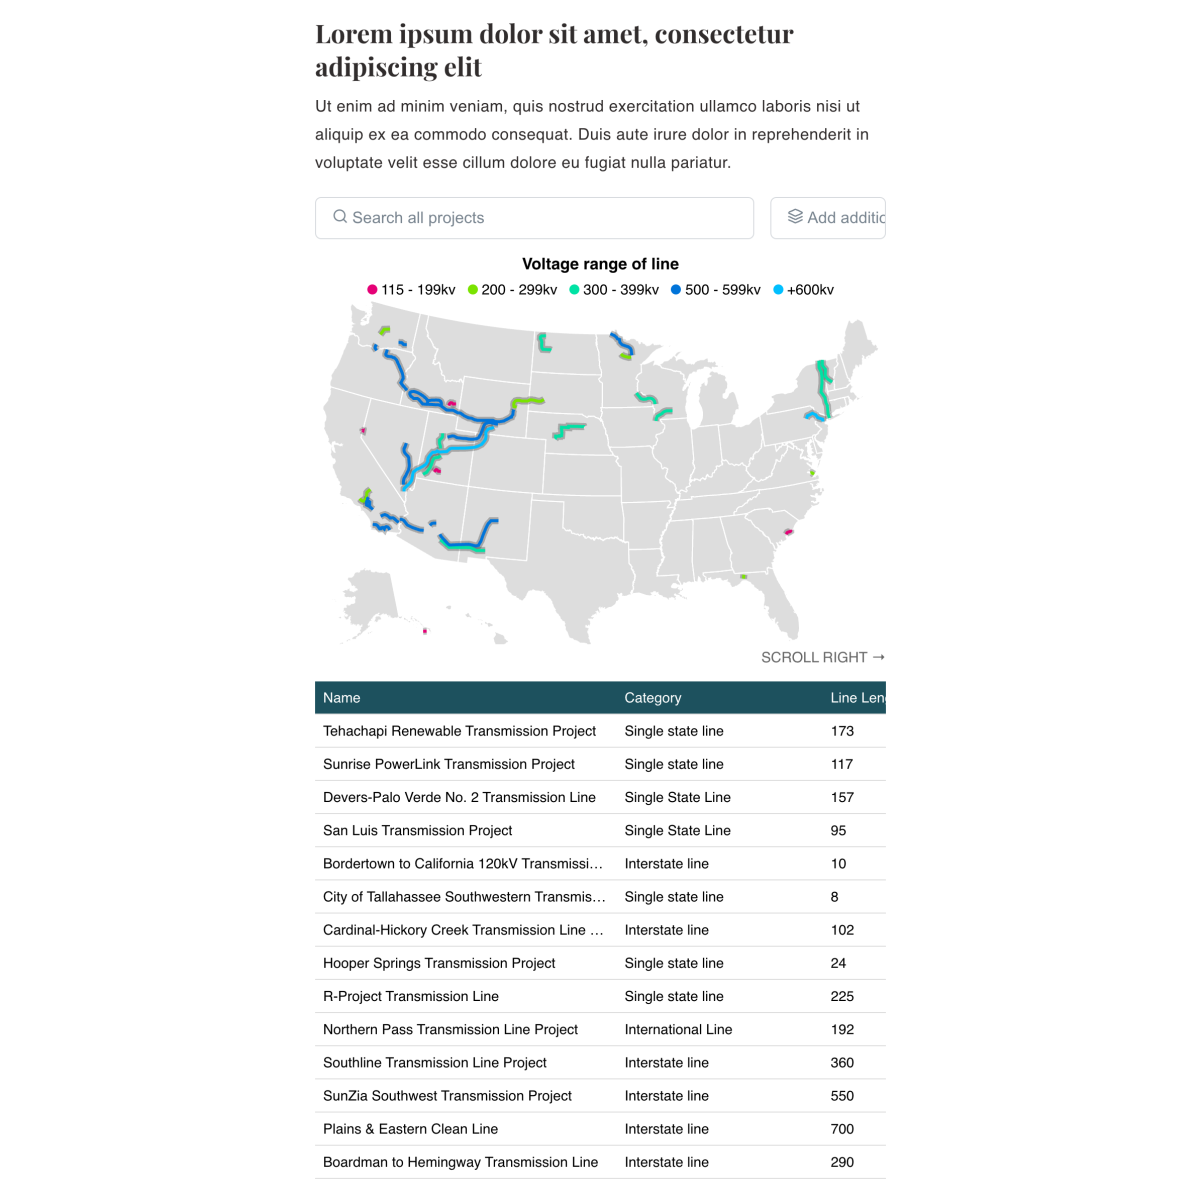 Lorem ipsum dolor sit amet, consectetur
adipiscing elit
Ut enim ad minim veniam, quis nostrud exercitation ullamco laboris nisi ut
aliquip ex ea commodo consequat. Duis aute irure dolor in reprehenderit in
voluptate velit esse cillum dolore eu fugiat nulla pariatur.
Search all projects
Add additic
Voltage range of line
115 - 199kv 200 - 299kv 300 - 399kv 500 - 599kv +600kv
SCROLL RIGHT →
Name Category Line Len
Tehachapi Renewable Transmission Project Single state line 173
Sunrise PowerLink Transmission Project Single state line 117
Devers-Palo Verde No. 2 Transmission Line Single State Line 157
San Luis Transmission Project Single State Line 95
Bordertown to California 120kV Transmissi... Interstate line 10
City of Tallahassee Southwestern Transmis... Single state line 8
Cardinal-Hickory Creek Transmission Line ... Interstate line 102
Hooper Springs Transmission Project Single state line 24
R-Project Transmission Line Single state line 225
Northern Pass Transmission Line Project International Line 192
Southline Transmission Line Project Interstate line 360
SunZia Southwest Transmission Project Interstate line 550
Plains & Eastern Clean Line Interstate line 700
Boardman to Hemingway Transmission Line Interstate line 290